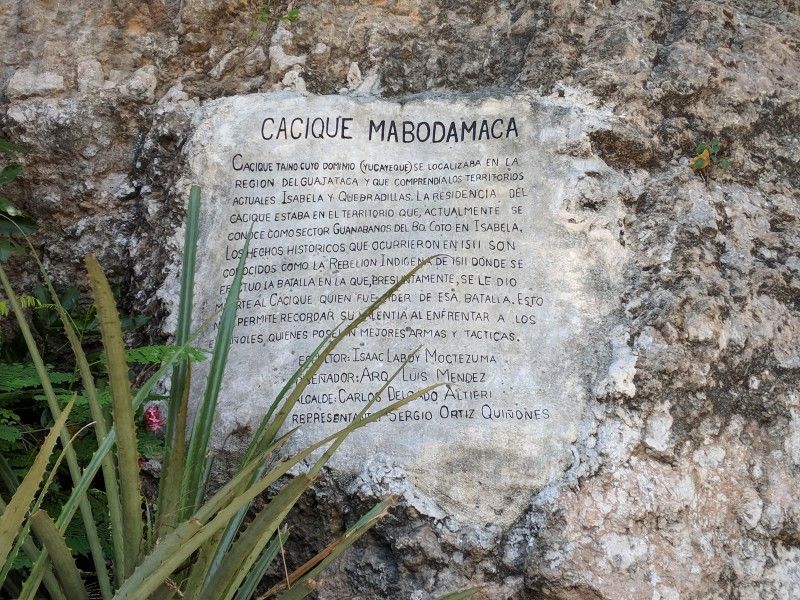 CACIQUE MABODAMACA
CACIQUE TAINO CUYO DOMINIO (YUCAYEQUE) SE LOCALIZABA EN LA
REGION DEL GUAJATACA Y QUE COMPRENDIA LOS TERRITORIOS
ACTUALES ISABELA Y QUEBRADILLAS. LA RESIDENCIA DEL
CACIQUE ESTABA EN EL TERRITORIO QUE, ACTUALMENTE SE
CONOCE COMO SECTOR GUANABANOS DEL BO. COTO EN ISABELA.
LOS HECHOS HISTORICOS QUE OCURRIERON EN 1511 SON
CONOCIDOS COMO LA REBELION INDIGENA DE 1511 DONDE SE
LA BATALLA EN LA QUE, PRESUNTAMENTE, SE LE DIO
MUERTE AL CACIQUE QUIEN FUE LIDER DE ESA BATALLA. ESTO
NOS PERMITE RECORDAR SU VALENTIA AL ENFRENTAR A LOS
ESPAÑOLES, QUIENES POSEIAN MEJORES ARMAS Y TACTICAS.
ESCULTOR: ISAAC LABOY MOCTEZUMA
DISEÑADOR: ARQ. LUIS MENDEZ
ALCALDE: CARLOS DELGADO ALTIERI
REPRESENTANTE: SERGIO ORTIZ QUIÑONES